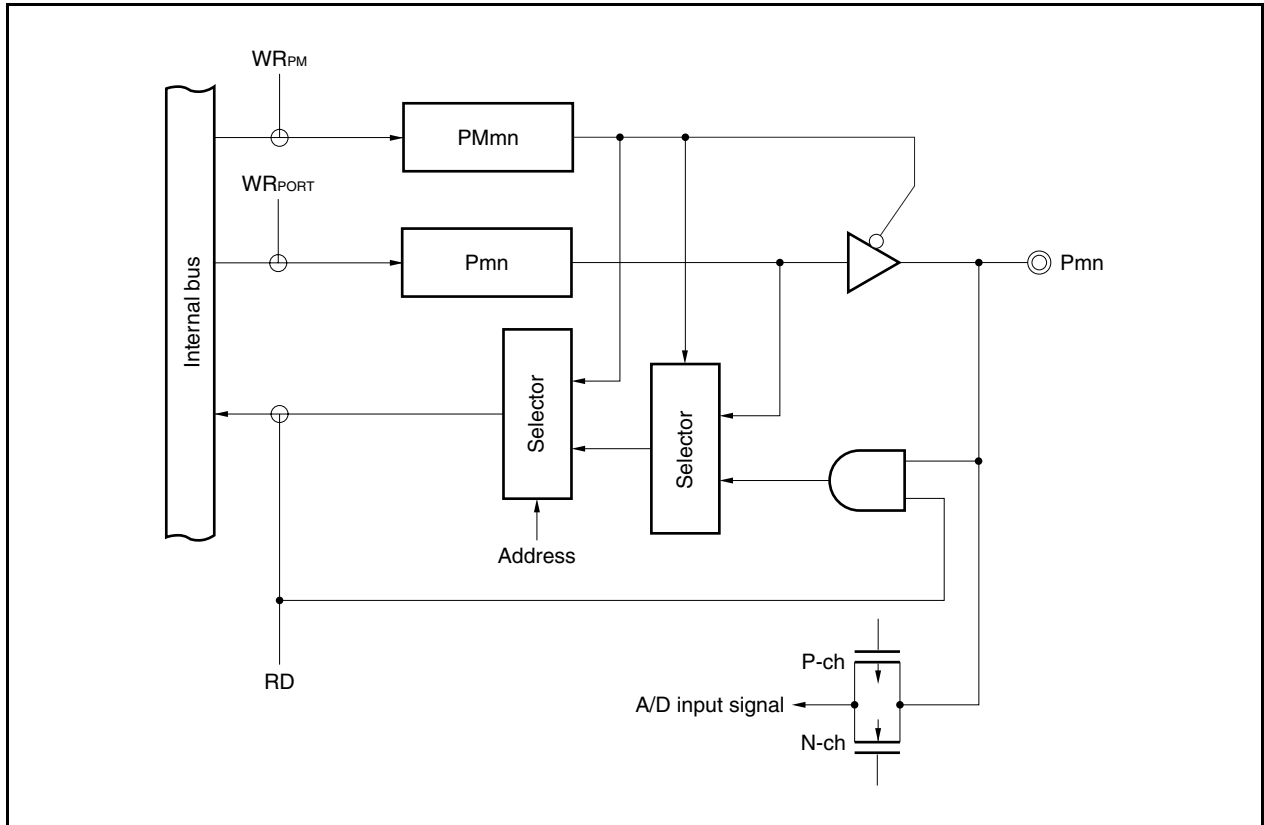 WRPM
PMmn
WRPORT
Pmn
Pmn
Internal bus
Selector
Selector
Address
RD
P-ch
A/D input signal
N-ch